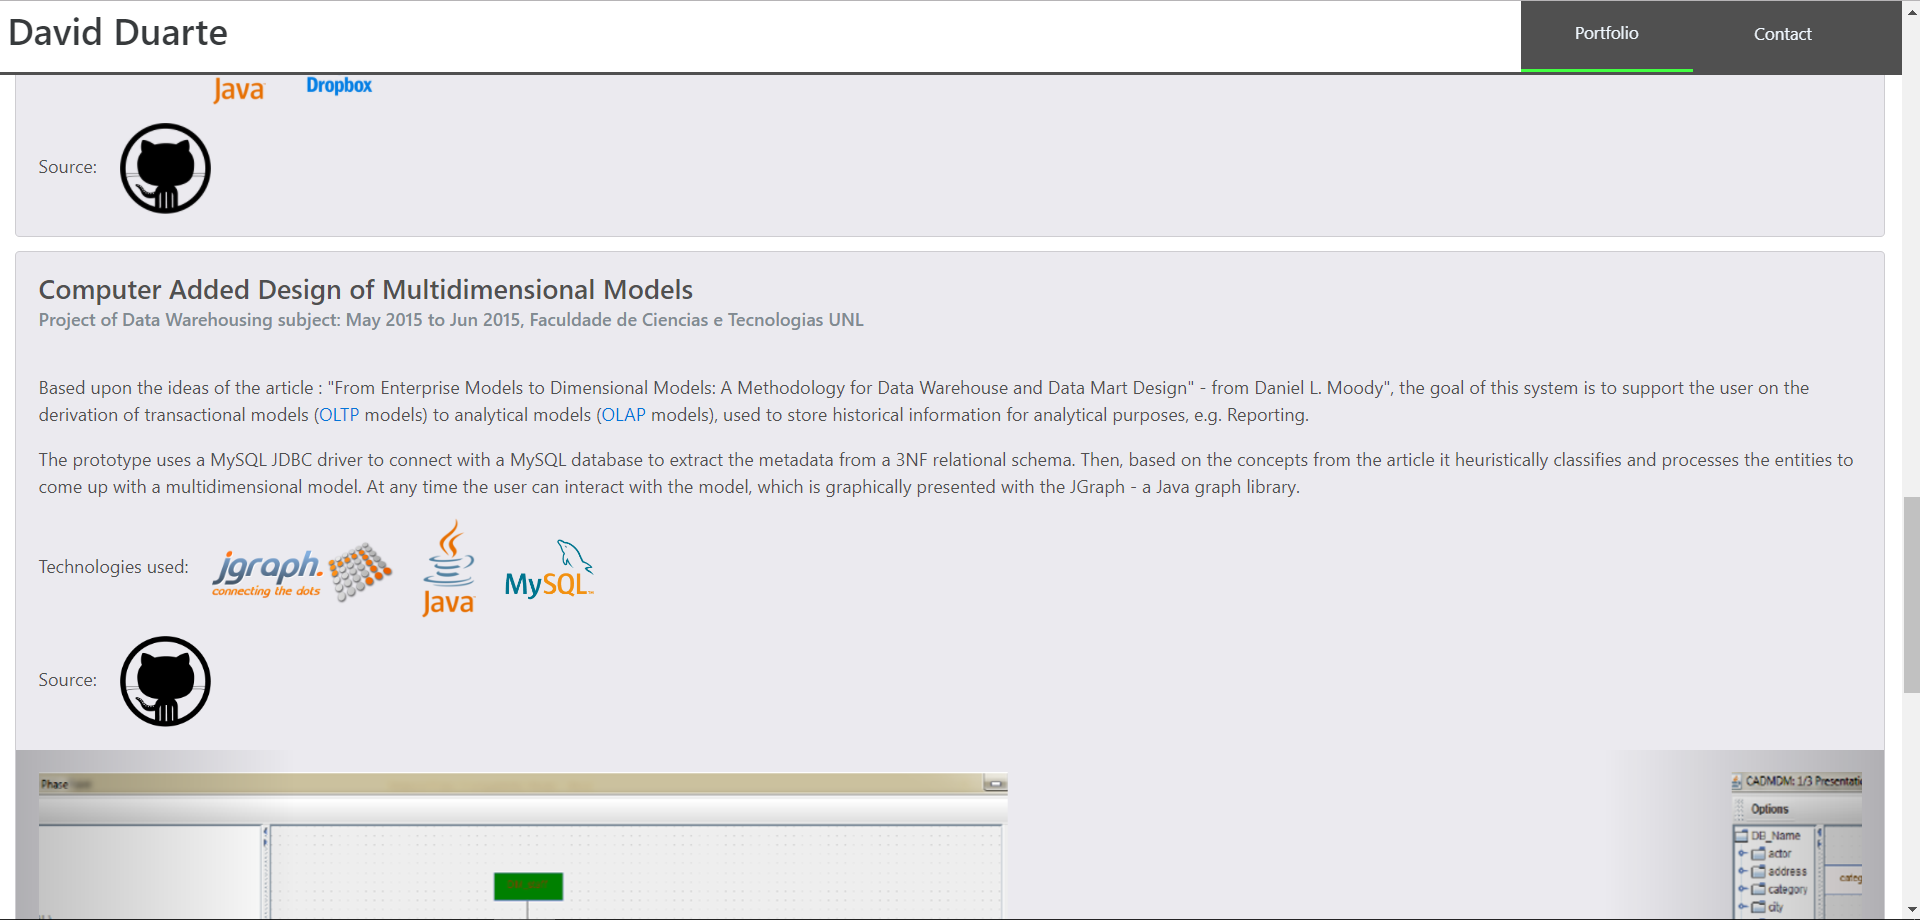 David Duarte
Portfolio
Contact
Java
Dropbox
Source:
Computer Added Design of Multidimensional Models
Project of Data Warehousing subject: May 2015 to Jun 2015, Faculdade de Ciencias e Tecnologias UNL
Based upon the ideas of the article : "From Enterprise Models to Dimensional Models: A Methodology for Data Warehouse and Data Mart Design" - from Daniel L. Moody", the goal of this system is to support the user on the
derivation of transactional models (OLTP models) to analytical models (OLAP models), used to store historical information for analytical purposes, e.g. Reporting.
The prototype uses a MySQL JDBC driver to connect with a MySQL database to extract the metadata from a 3NF relational schema. Then, based on the concepts from the article it heuristically classifies and processes the entities to
come up with a multidimensional model. At any time the user can interact with the model, which is graphically presented with the JGraph - a Java graph library.
Technologies used:
jgraph.
connecting the dots
Java
MySQL™
Source:
Phase
CADMDM: 1/3 Presentati
Options
DB_Name
actor
address
category
city
categ